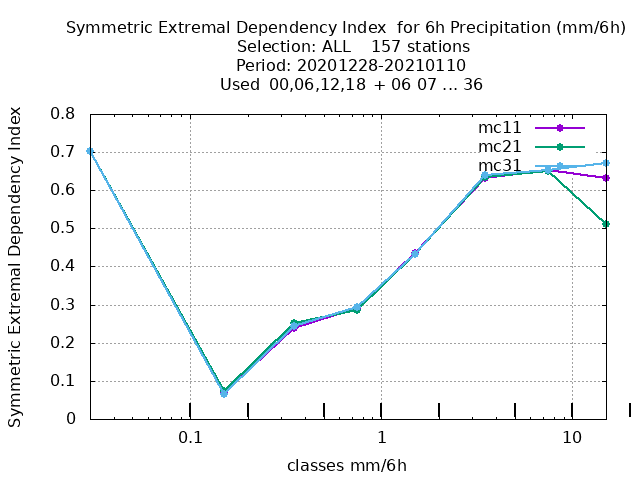 Symmetric Extremal Dependency Index  for 6h Precipitation (mm/6h)
Selection: ALL    157 stations
Period: 20201228-20210110
Used  00,06,12,18  + 06 07 ... 36
Symmetric Extremal Dependency Index
0.8
0.7
0.6
0.5
0.4
0.3
0.2
0.1
0
mc11
mc21
mc31
0.1
1
10
classes mm/6h